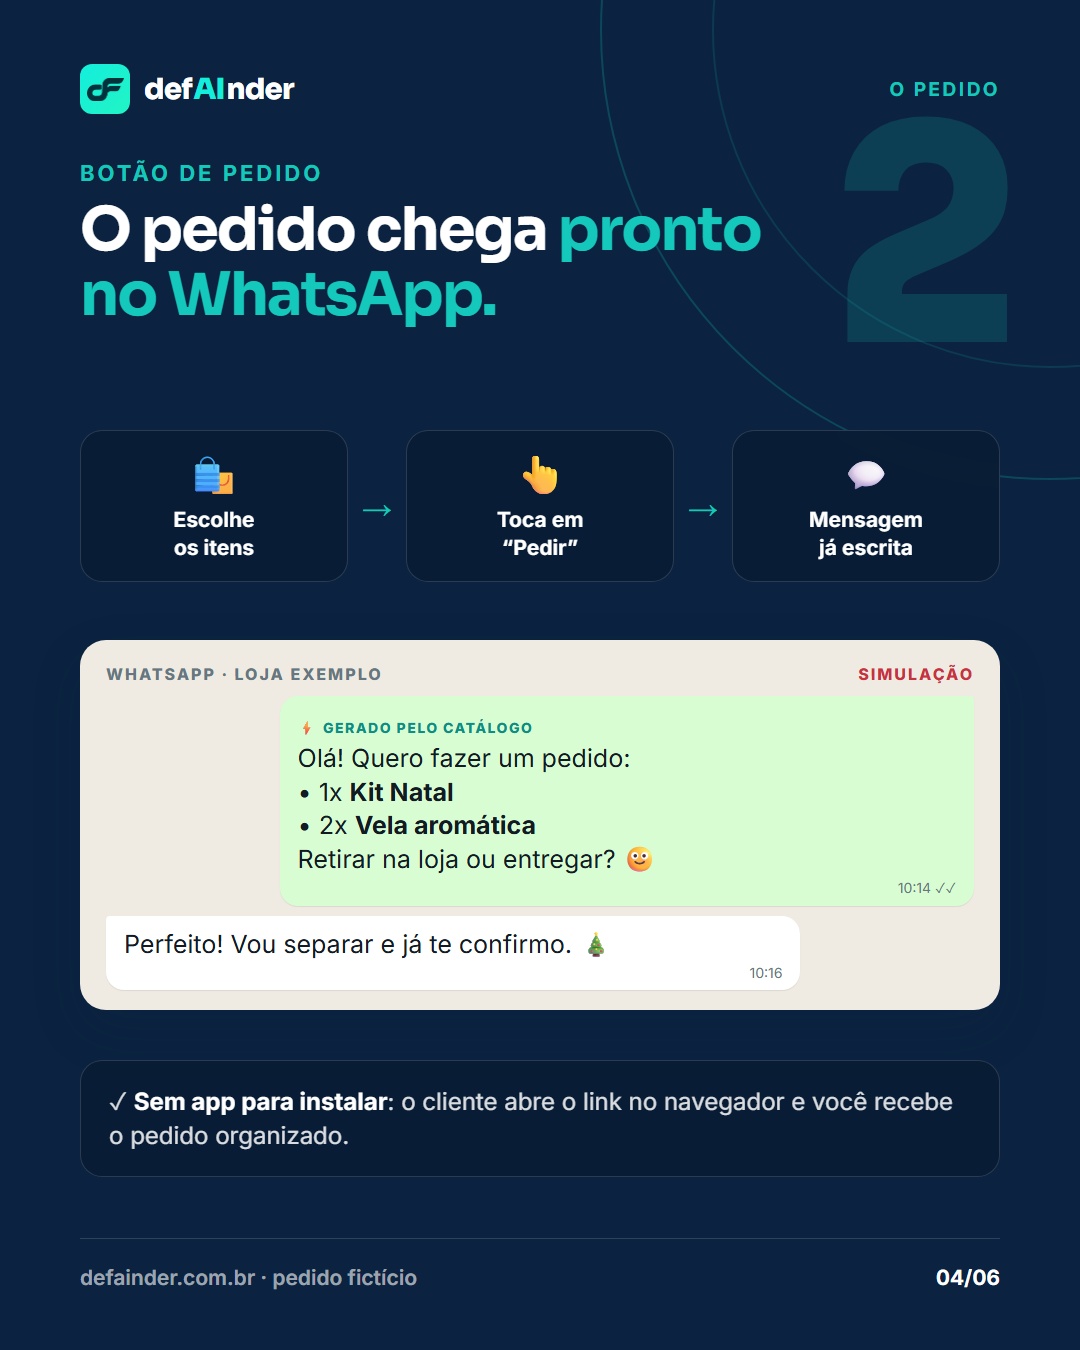 defAInder
O PEDIDO
2
BOTÃO DE PEDIDO
O pedido chega pronto
no WhatsApp.
Escolhe
os itens
→
Toca em
“Pedir”
→
Mensagem
já escrita
WHATSAPP · LOJA EXEMPLO
SIMULAÇÃO
⚡ GERADO PELO CATÁLOGO
Olá! Quero fazer um pedido:
• 1x Kit Natal
• 2x Vela aromática
Retirar na loja ou entregar? 🙂
10:14 ✓✓
Perfeito! Vou separar e já te confirmo. 🎄
10:16
✓ Sem app para instalar: o cliente abre o link no navegador e você recebe
o pedido organizado.
defainder.com.br · pedido fictício
04/06